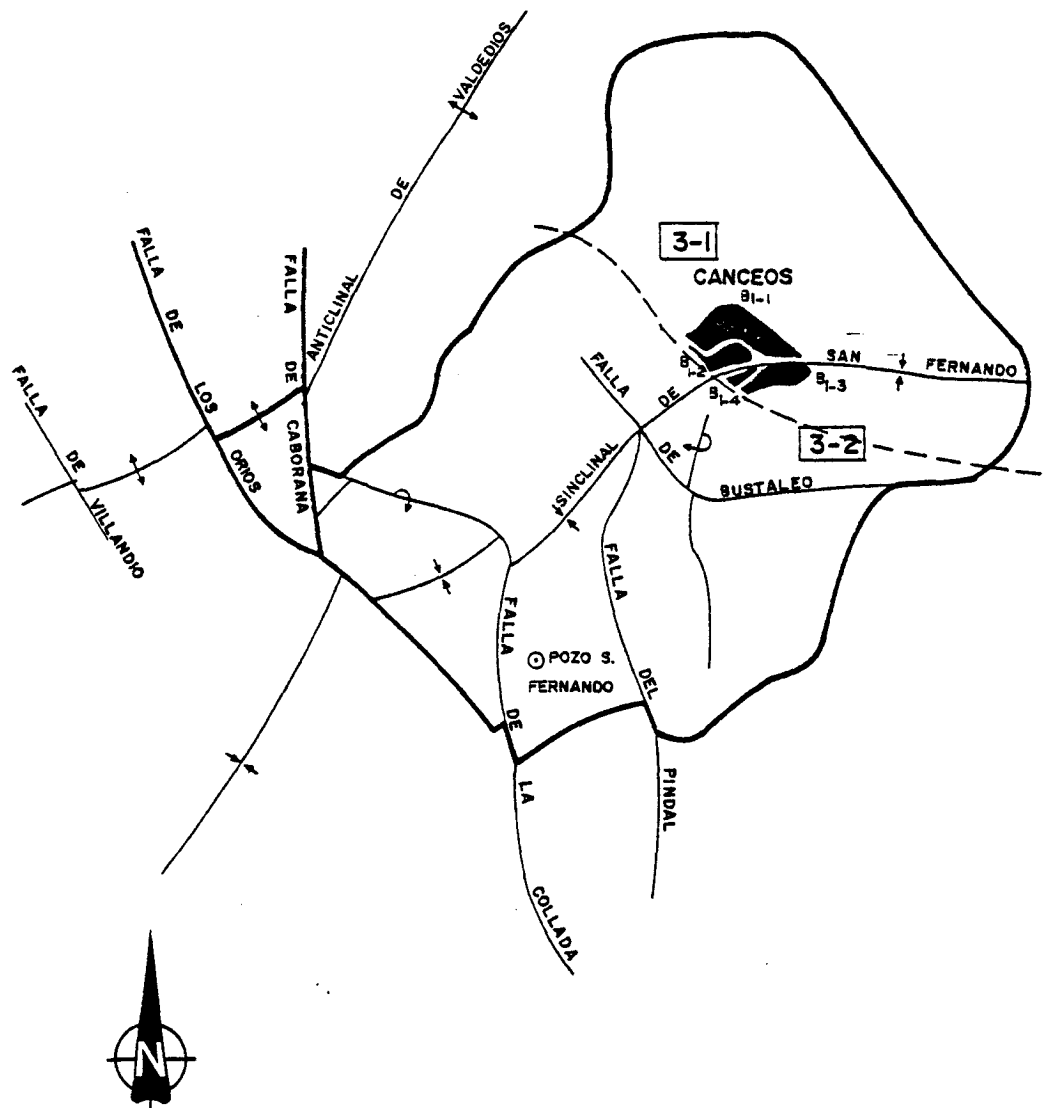 ANTICLINAL DE VALDEDIOS
FALLA DE LOS ORIOS
FALLA DE CABORANA
FALLA DE VILLANDIO
3-1
CANCEOS
B1-1
B1-2
B1-3
B1-4
SINCLINAL DE SAN FERNANDO
FALLA DE BUSTALEO
3-2
FALLA DEL PINDAL
FALLA DE LA COLLADA
POZO S.
FERNANDO
N